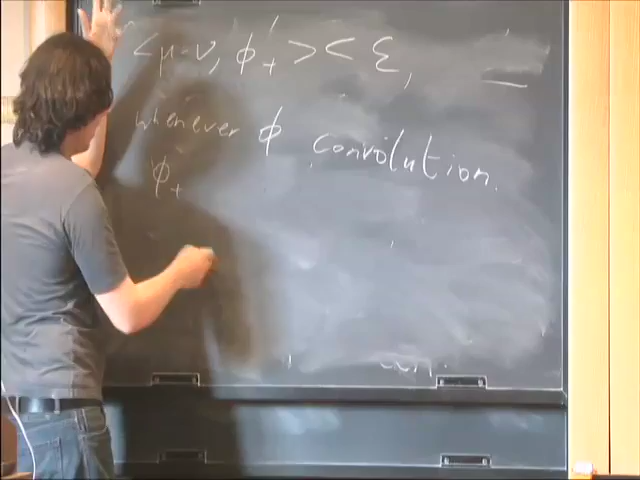 <μ-ν, ϕ₊> < ε,
whenever ϕ convolution.
ϕ₊